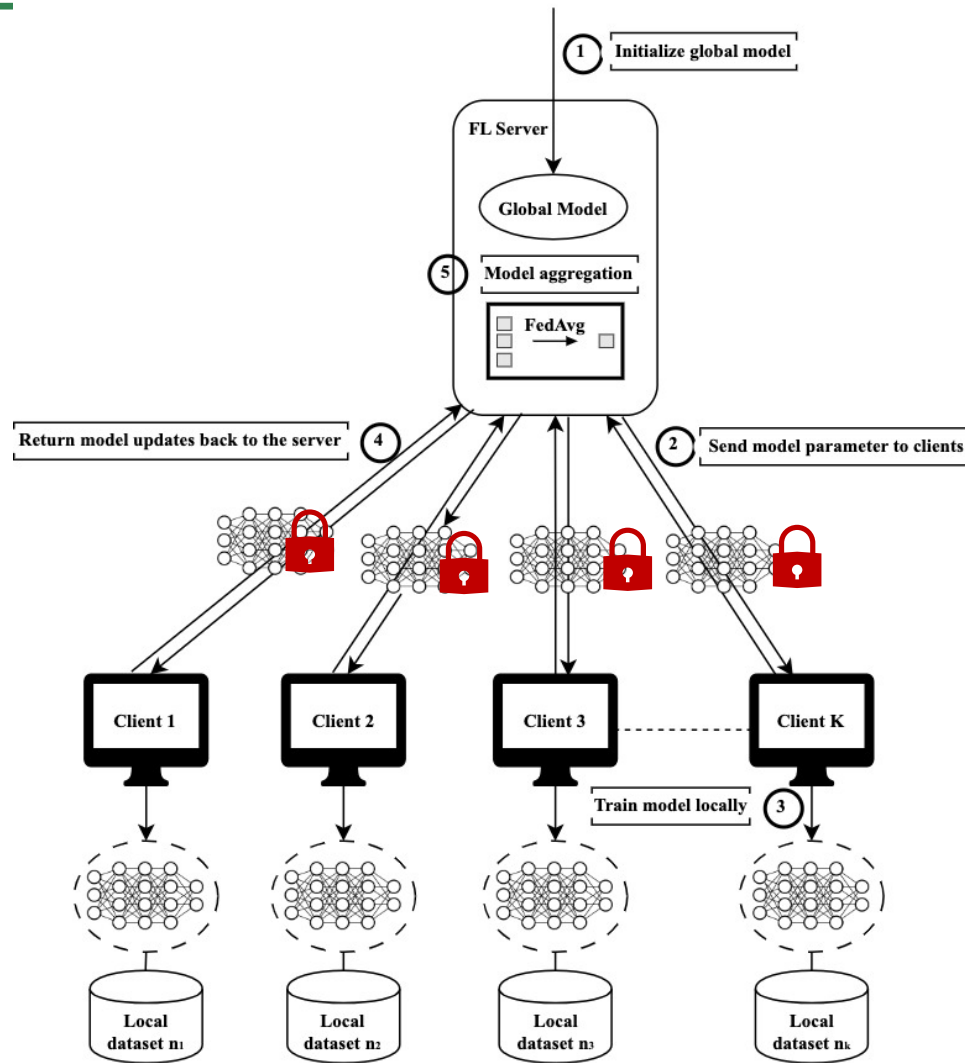 1
Initialize global model
FL Server
Global Model
5
Model aggregation
FedAvg
Return model updates back to the server
4
2
Send model parameter to clients
Client 1
Client 2
Client 3
Client K
Train model locally
3
Local
dataset n₁
Local
dataset n₂
Local
dataset n₃
Local
dataset nₖ